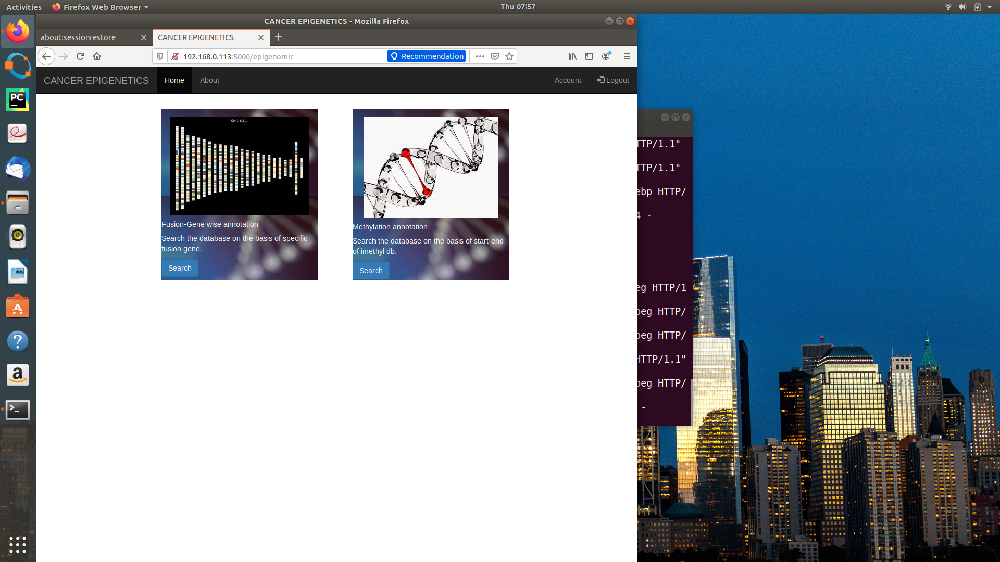 Activities
Firefox Web Browser
Thu 07:57
CANCER EPIGENETICS - Mozilla Firefox
about:sessionrestore
CANCER EPIGENETICS
192.168.0.113:5000/epigenomic
Recommendation
CANCER EPIGENETICS
Home
About
Account
Logout
Chr.1 p31.1
Fusion-Gene wise annotation
Search the database on the basis of specific
fusion gene.
Search
Methylation annotation
Search the database on the basis of start-end
of imethyl db.
Search
TTP/1.1"
TTP/1.1"
ebp HTTP/
4 -
eg HTTP/1
peg HTTP/
peg HTTP/
HTTP/1.1"
peg HTTP/
-
PC
a
A
?
>_